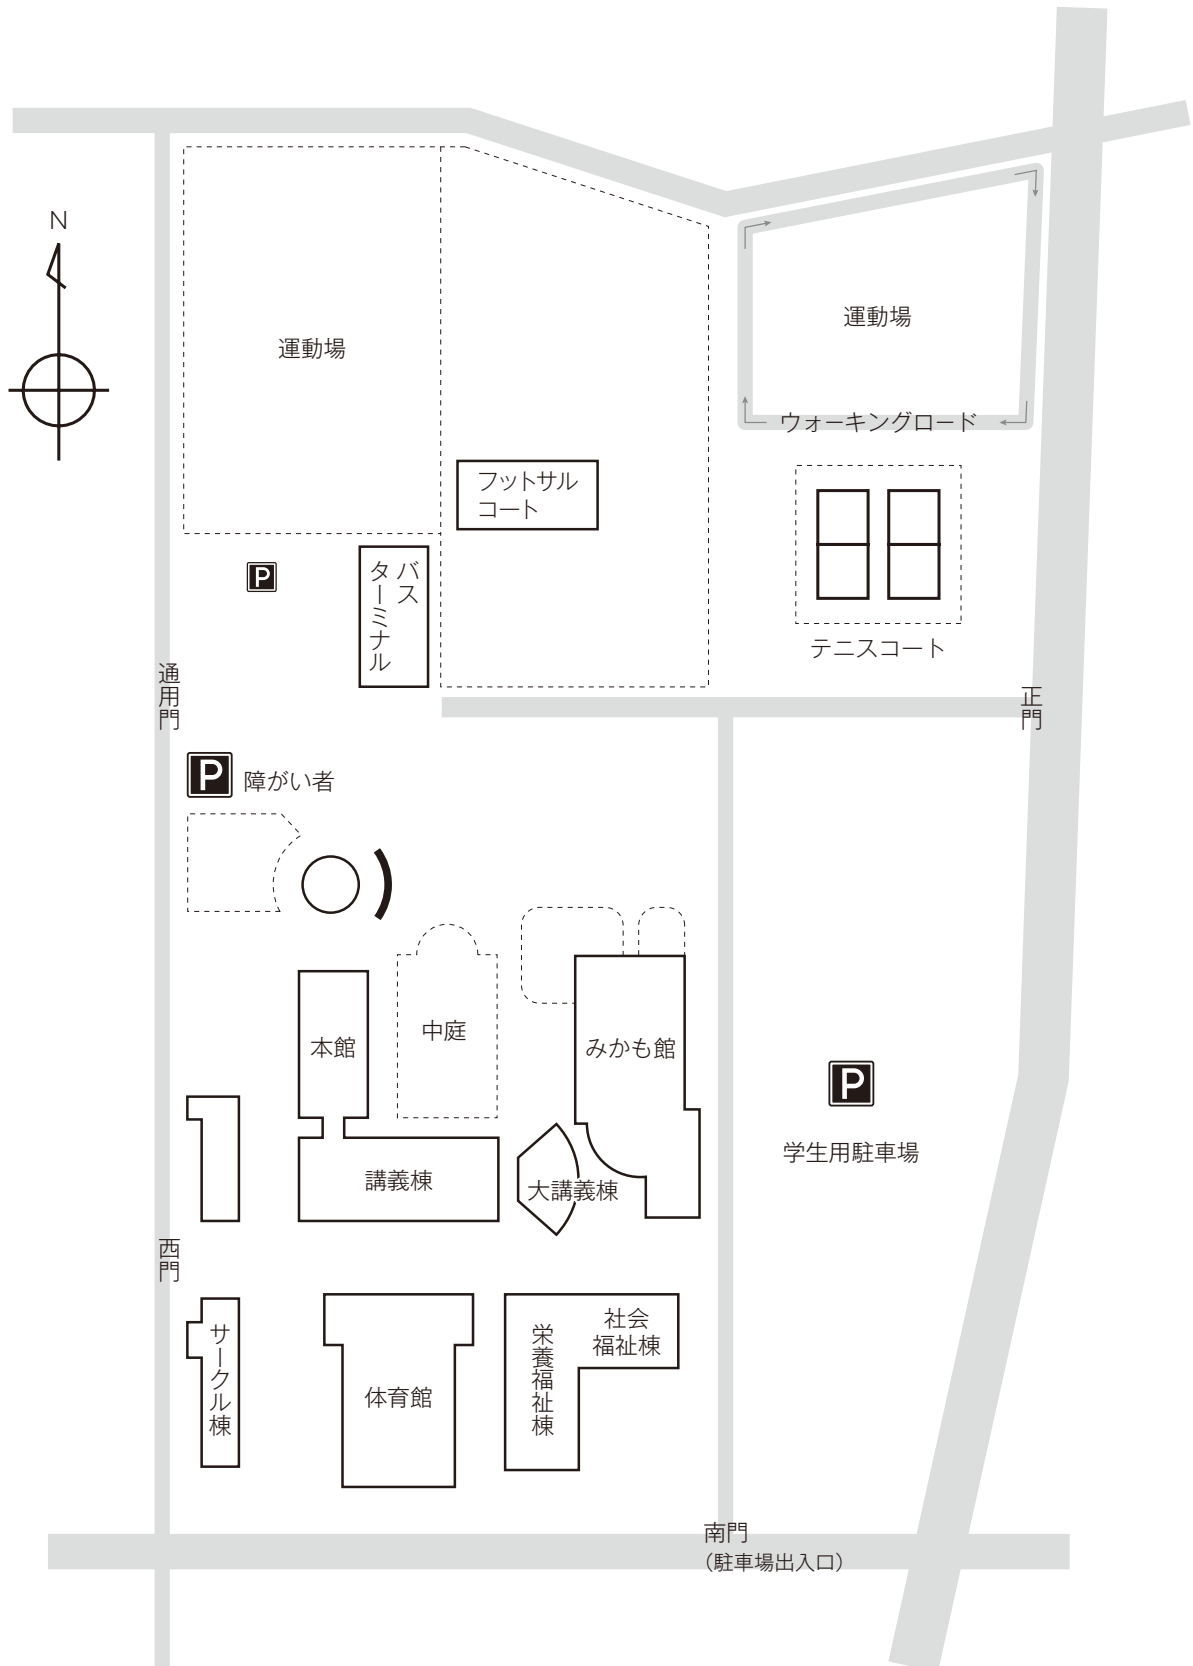 N
運動場
運動場
ウォーキングロード
フットサル
コート
P
バス
ターミナル
テニスコート
通用門
正門
P
障がい者
本館
中庭
みかも館
P
学生用駐車場
講義棟
大講義棟
西門
サークル棟
体育館
栄養福祉棟
社会
福祉棟
南門
（駐車場出入口）